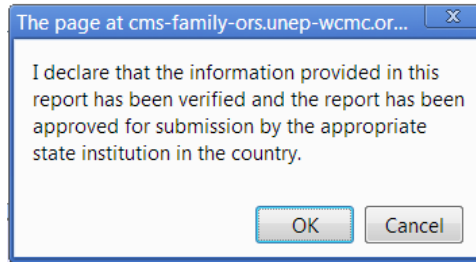 The page at cms-family-ors.unep-wcmc.or... x
I declare that the information provided in this
report has been verified and the report has been
approved for submission by the appropriate
state institution in the country.
OK Cancel